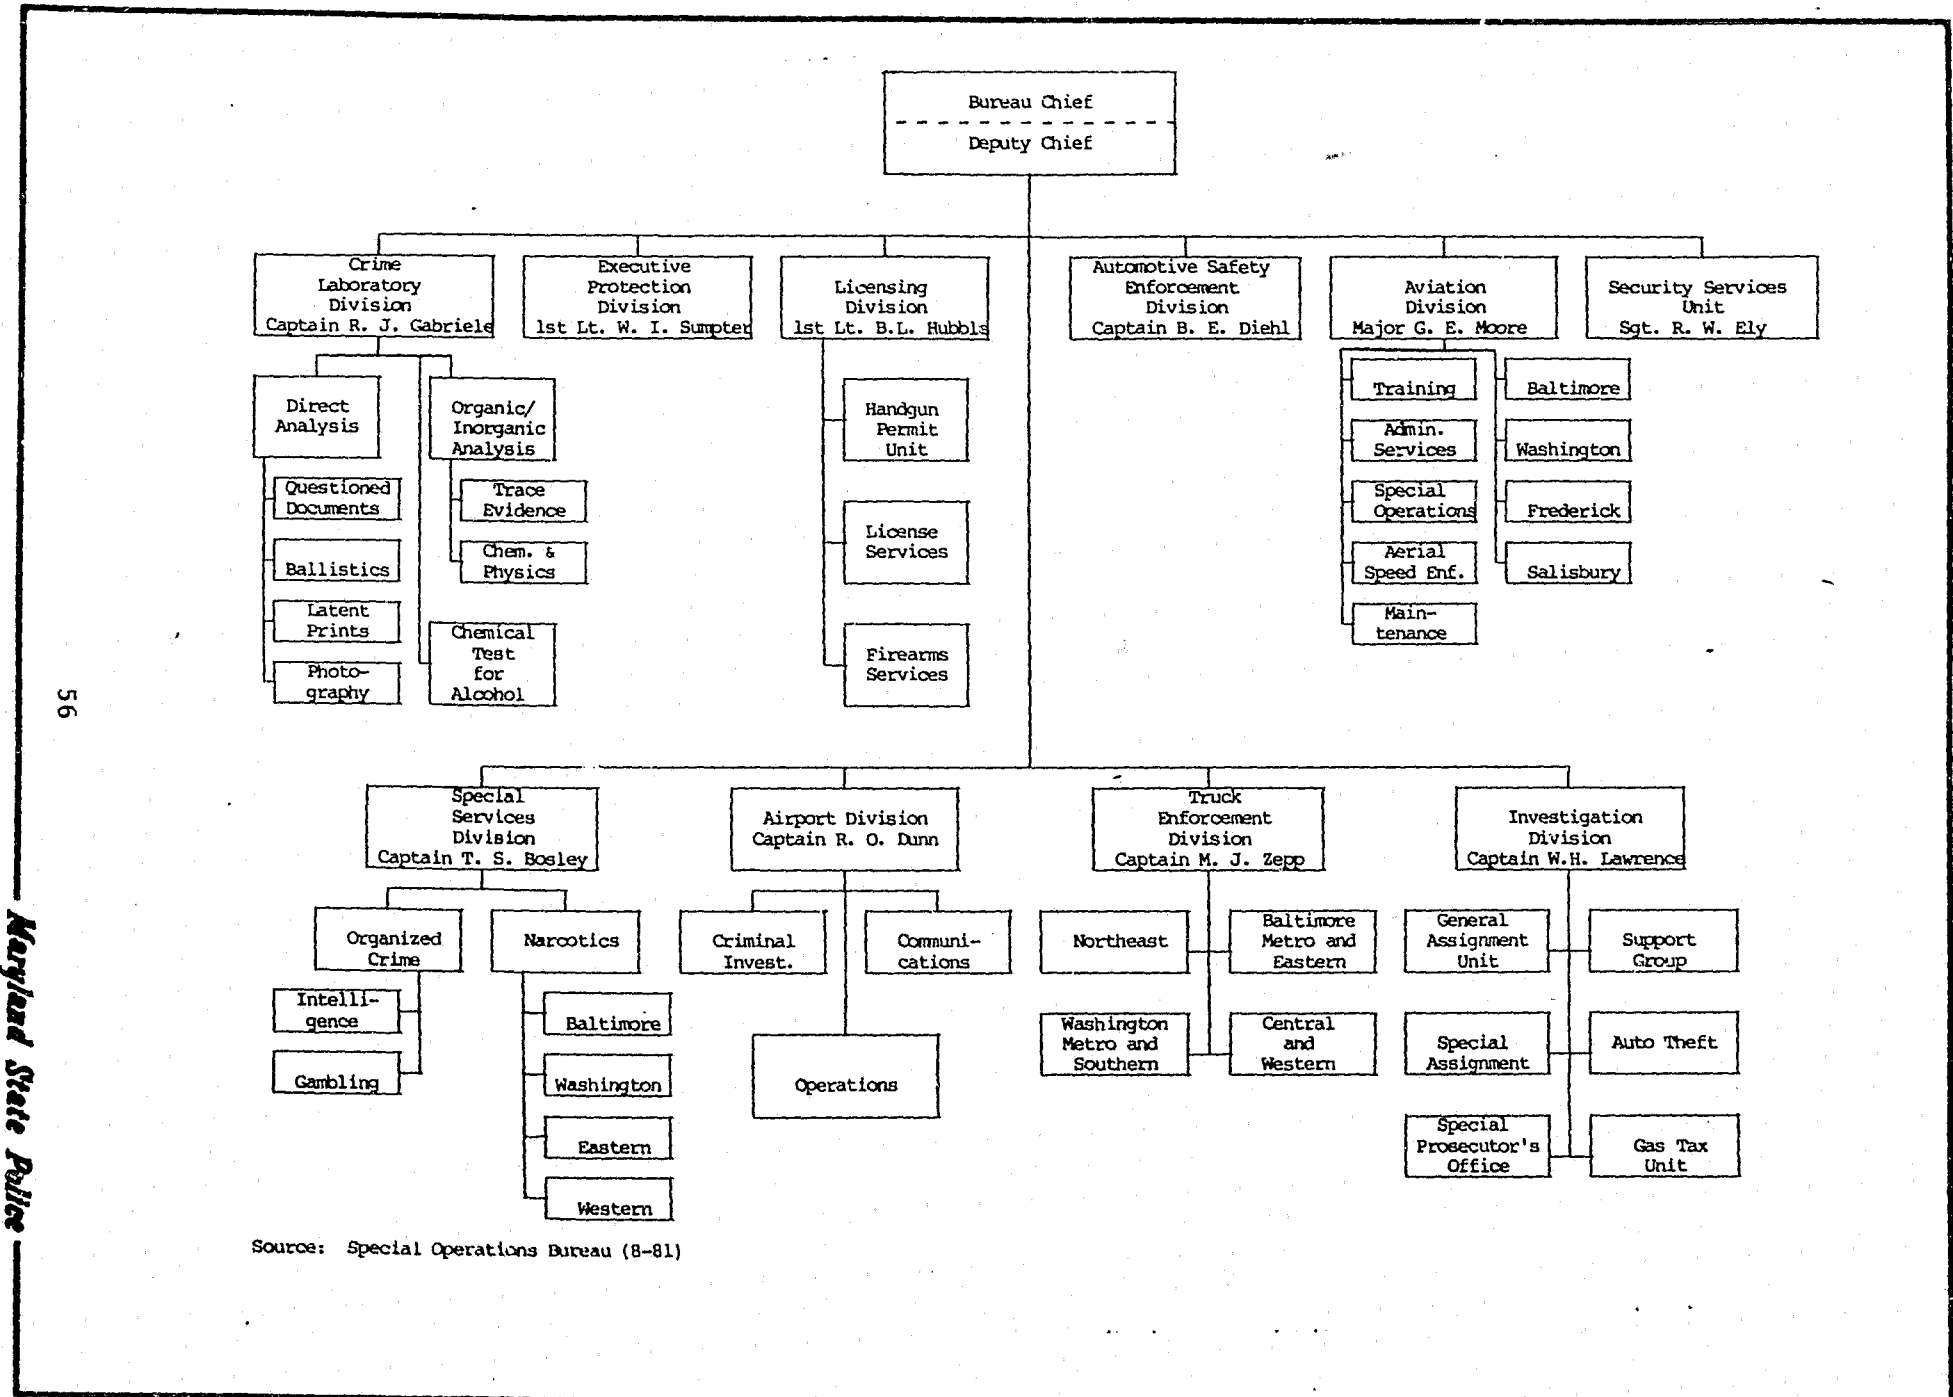 Bureau Chief
Deputy Chief
Crime
Laboratory
Division
Captain R. J. Gabriele
Executive
Protection
Division
1st Lt. W. I. Sumpter
Licensing
Division
1st Lt. B.L. Hubbls
Automotive Safety
Enforcement
Division
Captain B. E. Diehl
Aviation
Division
Major G. E. Moore
Security Services
Unit
Sgt. R. W. Ely
Direct
Analysis
Questioned
Documents
Ballistics
Latent
Prints
Photo-
graphy
Organic/
Inorganic
Analysis
Trace
Evidence
Chem. &
Physics
Chemical
Test
for
Alcohol
Handgun
Permit
Unit
License
Services
Firearms
Services
Training
Admin.
Services
Special
Operations
Aerial
Speed Enf.
Main-
tenance
Baltimore
Washington
Frederick
Salisbury
Special
Services
Division
Captain T. S. Bosley
Airport Division
Captain R. O. Dunn
Truck
Enforcement
Division
Captain M. J. Zepp
Investigation
Division
Captain W.H. Lawrence
Organized
Crime
Intelli-
gence
Gambling
Narcotics
Baltimore
Washington
Eastern
Western
Criminal
Invest.
Communi-
cations
Operations
Northeast
Baltimore
Metro and
Eastern
Washington
Metro and
Southern
Central
and
Western
General
Assignment
Unit
Support
Group
Special
Assignment
Auto Theft
Special
Prosecutor's
Office
Gas Tax
Unit
Source: Special Operations Bureau (8-81)
56
Maryland State Police